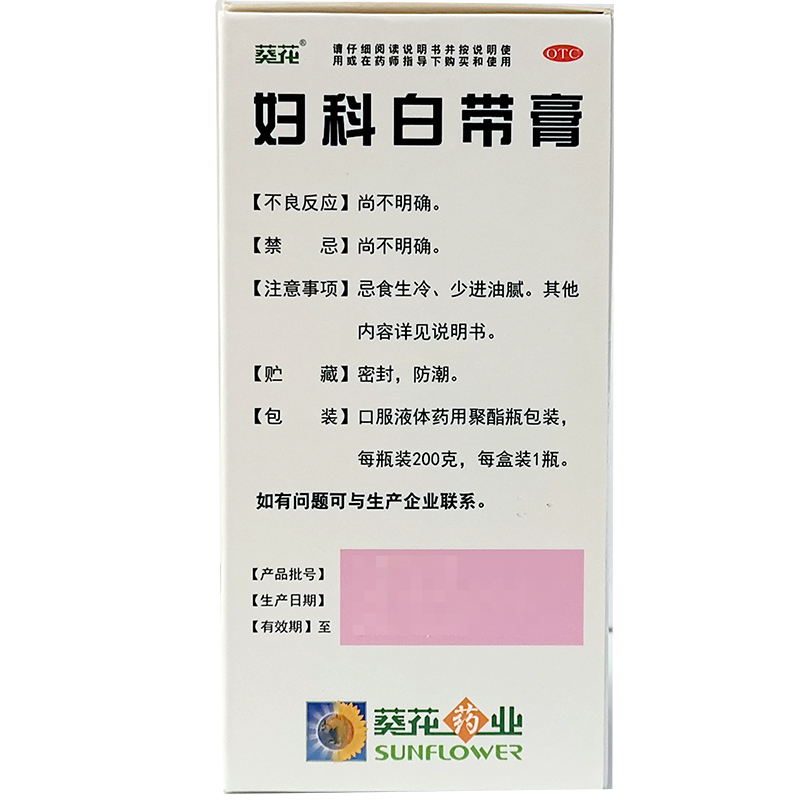 葵花®
请仔细阅读说明书并按说明使
用或在药师指导下购买和使用
OTC
妇科白带膏
【不良反应】尚不明确。
【禁　　忌】尚不明确。
【注意事项】忌食生冷、少进油腻。其他
内容详见说明书。
【贮　　藏】密封，防潮。
【包　　装】口服液体药用聚酯瓶包装，
每瓶装200克，每盒装1瓶。
如有问题可与生产企业联系。
【产品批号】
【生产日期】
【有效期】至
葵花药业
SUNFLOWER